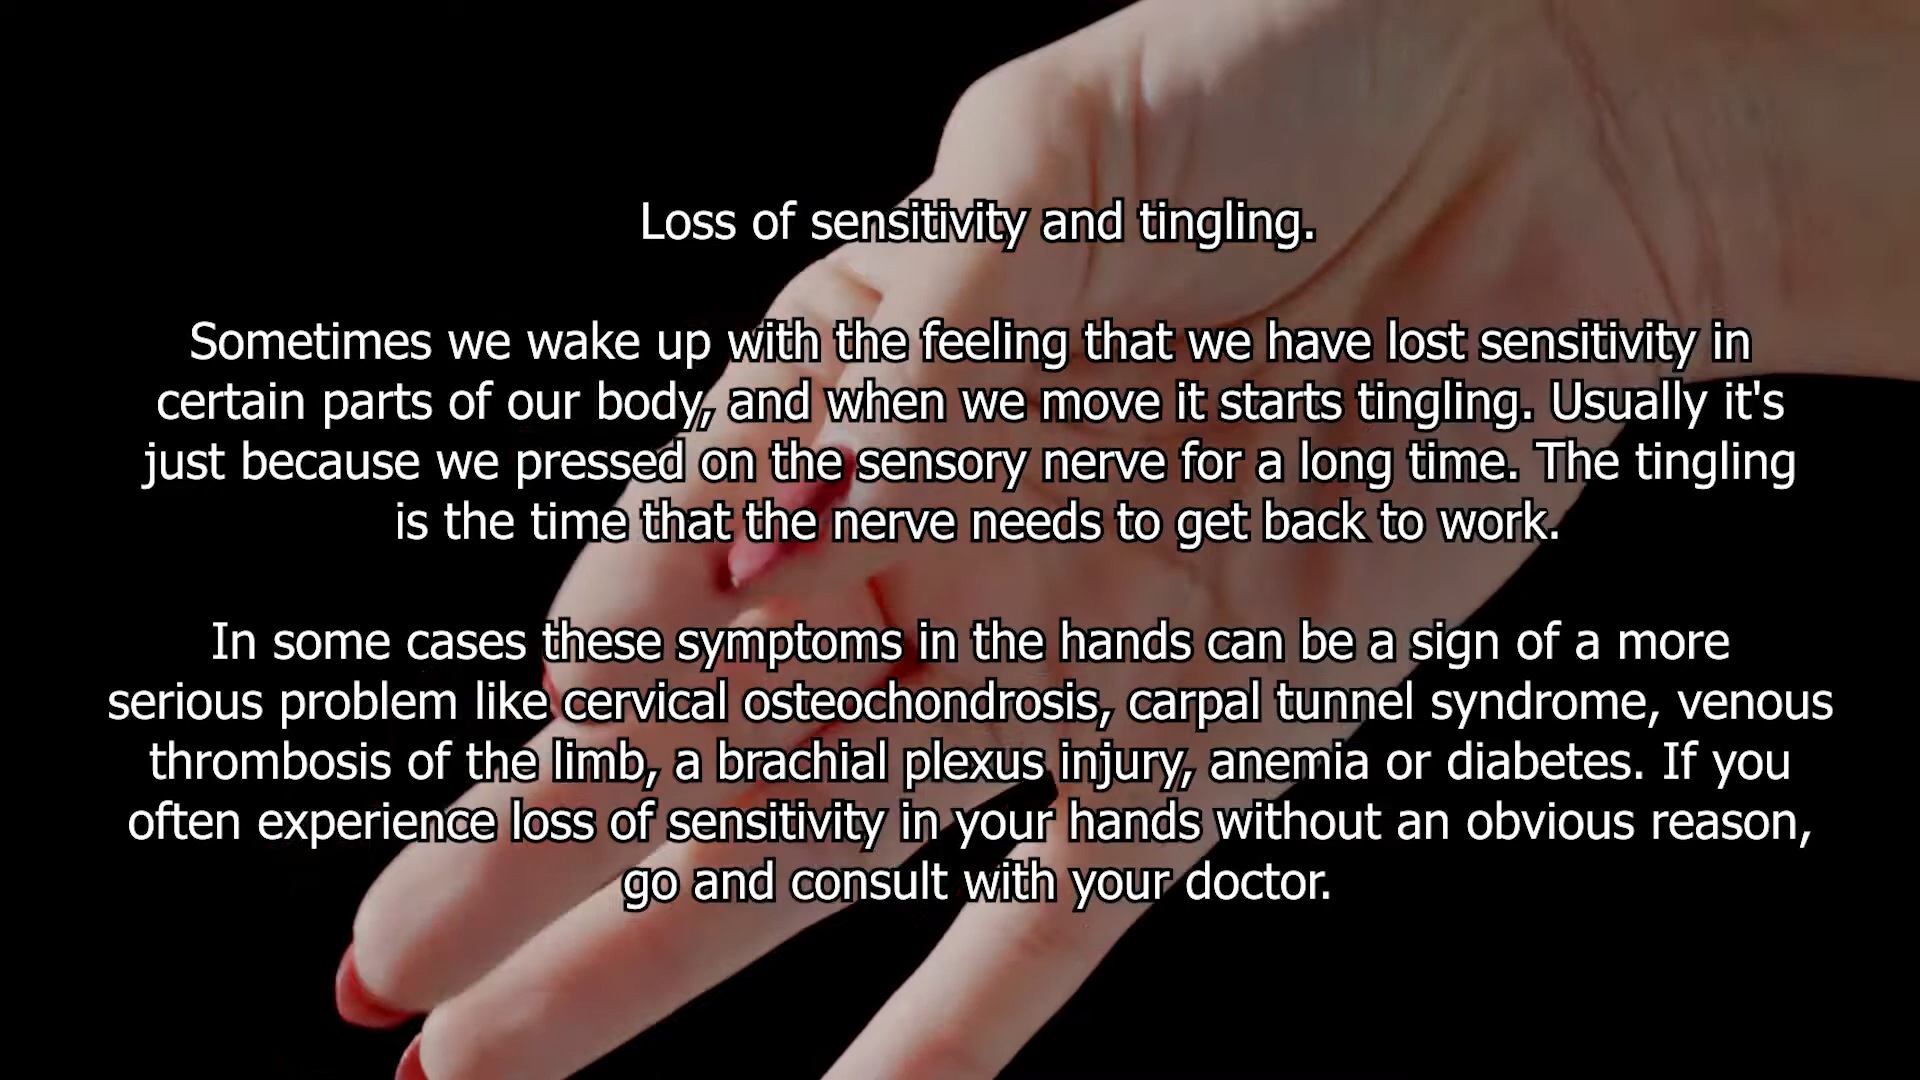 Loss of sensitivity and tingling.
Sometimes we wake up with the feeling that we have lost sensitivity in
certain parts of our body, and when we move it starts tingling. Usually it's
just because we pressed on the sensory nerve for a long time. The tingling
is the time that the nerve needs to get back to work.
In some cases these symptoms in the hands can be a sign of a more
serious problem like cervical osteochondrosis, carpal tunnel syndrome, venous
thrombosis of the limb, a brachial plexus injury, anemia or diabetes. If you
often experience loss of sensitivity in your hands without an obvious reason,
go and consult with your doctor.